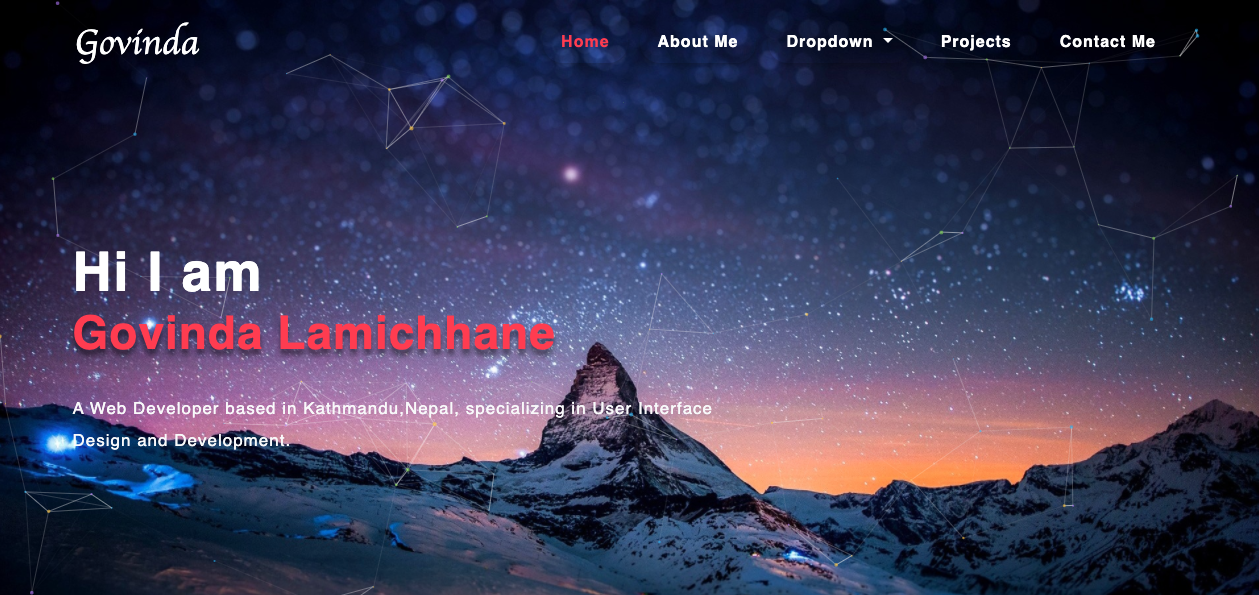 Govinda
Home About Me Dropdown Projects Contact Me
Hi I am
Govinda Lamichhane
A Web Developer based in Kathmandu,Nepal, specializing in User Interface
Design and Development.